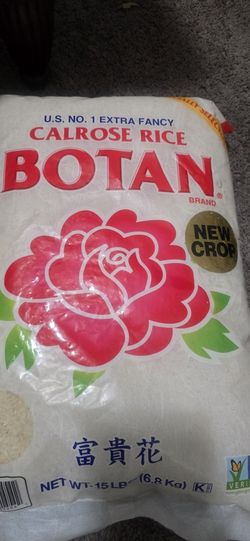 U.S. NO. 1 EXTRA FANCY
CALROSE RICE
BOTAN®
BRAND
NEW
CROP
富貴花
NET WT. 15 LB (6.8 Kg) K
VERI